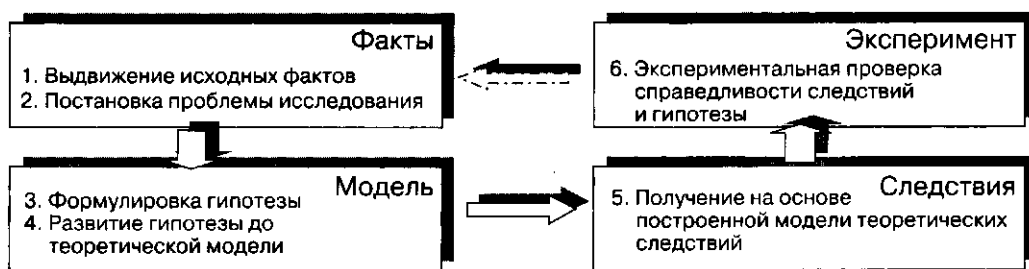 Факты
1. Выдвижение исходных фактов
2. Постановка проблемы исследования
Эксперимент
6. Экспериментальная проверка
справедливости следствий
и гипотезы
Модель
3. Формулировка гипотезы
4. Развитие гипотезы до
теоретической модели
Следствия
5. Получение на основе
построенной модели теоретических
следствий